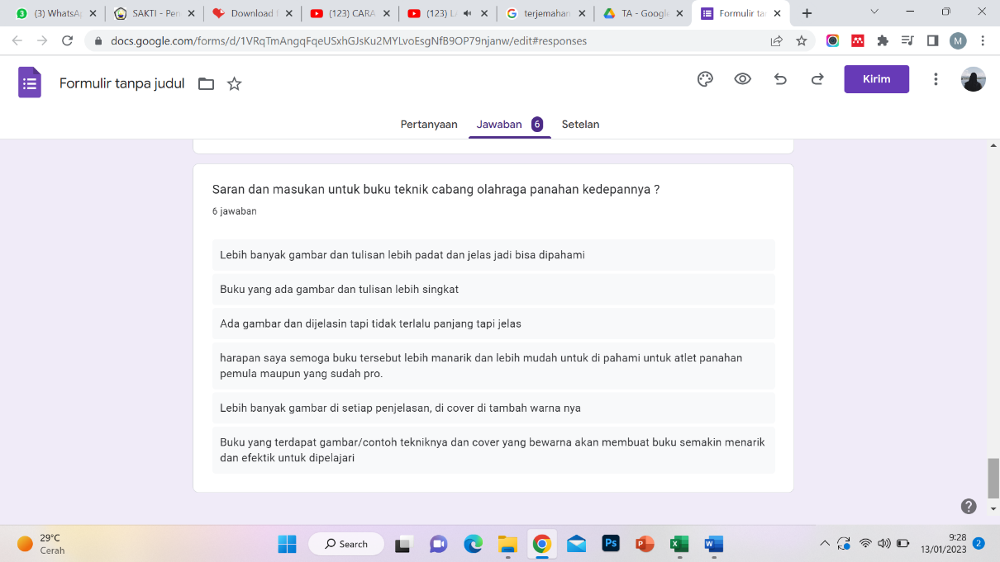 (3) WhatsA
SAKTI - Pen
Download
(123) CARA
(123) L
terjemahan
TA - Google
Formulir ta
docs.google.com/forms/d/1VRqTmAngqFqeUSxhGJsKu2MYLvoEsgNfB9OP79njanw/edit#responses
M
Formulir tanpa judul
Kirim
Pertanyaan
Jawaban 6
Setelan
Saran dan masukan untuk buku teknik cabang olahraga panahan kedepannya ?
6 jawaban
Lebih banyak gambar dan tulisan lebih padat dan jelas jadi bisa dipahami
Buku yang ada gambar dan tulisan lebih singkat
Ada gambar dan dijelasin tapi tidak terlalu panjang tapi jelas
harapan saya semoga buku tersebut lebih manarik dan lebih mudah untuk di pahami untuk atlet panahan
pemula maupun yang sudah pro.
Lebih banyak gambar di setiap penjelasan, di cover di tambah warna nya
Buku yang terdapat gambar/contoh tekniknya dan cover yang bewarna akan membuat buku semakin menarik
dan efektik untuk dipelajari
29°C
Cerah
Search
Ps
9:28
13/01/2023
2